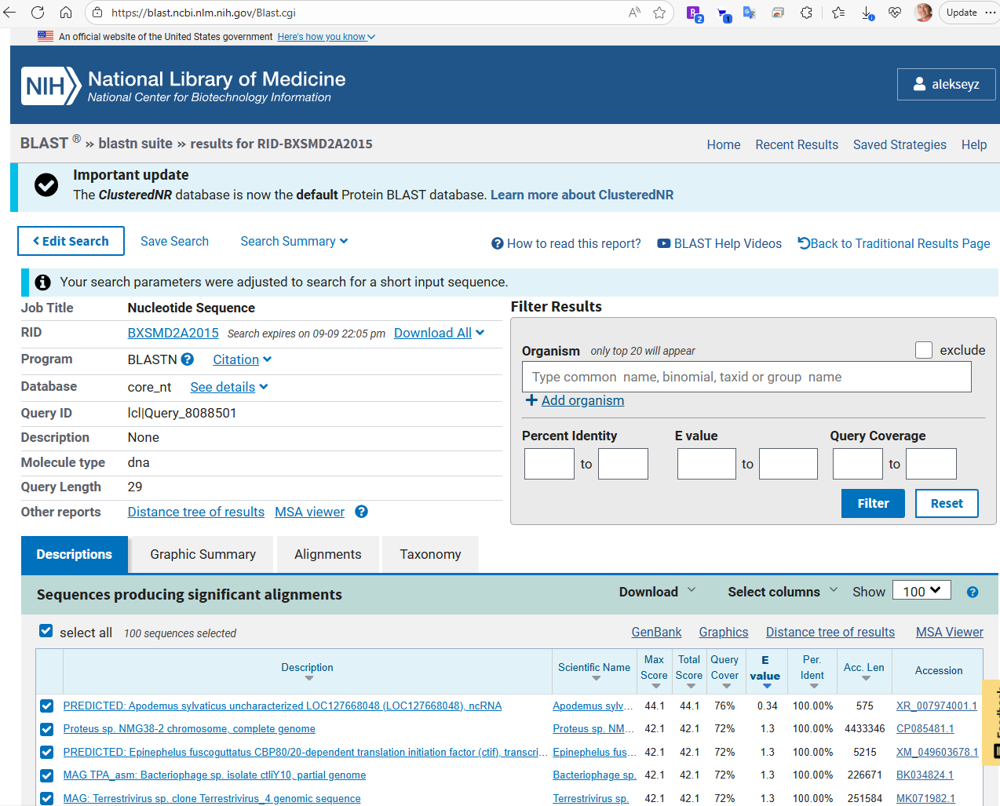 https://blast.ncbi.nlm.nih.gov/Blast.cgi
2
1
Update
An official website of the United States government Here's how you know
NIH
National Library of Medicine
National Center for Biotechnology Information
alekseyz
BLAST ® » blastn suite » results for RID-BXSMD2A2015
Home Recent Results Saved Strategies Help
Important update
The ClusteredNR database is now the default Protein BLAST database. Learn more about ClusteredNR
Edit Search Save Search Search Summary
How to read this report? BLAST Help Videos Back to Traditional Results Page
Your search parameters were adjusted to search for a short input sequence.
Job Title Nucleotide Sequence
RID BXSMD2A2015 Search expires on 09-09 22:05 pm Download All
Program BLASTN Citation
Database core_nt See details
Query ID lcl|Query_8088501
Description None
Molecule type dna
Query Length 29
Other reports Distance tree of results MSA viewer
Filter Results
Organism only top 20 will appear exclude
Type common name, binomial, taxid or group name
Add organism
Percent Identity E value Query Coverage
to to to
Filter Reset
Descriptions Graphic Summary Alignments Taxonomy
Sequences producing significant alignments Download Select columns Show 100
select all 100 sequences selected GenBank Graphics Distance tree of results MSA Viewer
Description Scientific Name Max Score Total Score Query Cover E value Per. Ident Acc. Len Accession
PREDICTED: Apodemus sylvaticus uncharacterized LOC127668048 (LOC127668048), ncRNA Apodemus sylv... 44.1 44.1 76% 0.34 100.00% 575 XR_007974001.1
Proteus sp. NMG38-2 chromosome, complete genome Proteus sp. NM... 42.1 42.1 72% 1.3 100.00% 4433346 CP085481.1
PREDICTED: Epinephelus fuscoguttatus CBP80/20-dependent translation initiation factor (ctif), transcri... Epinephelus fus... 42.1 42.1 72% 1.3 100.00% 5215 XM_049603678.1
MAG TPA_asm: Bacteriophage sp. isolate ctliY10, partial genome Bacteriophage sp. 42.1 42.1 72% 1.3 100.00% 226671 BK034824.1
MAG: Terrestrivirus sp. clone Terrestrivirus_4 genomic sequence Terrestrivirus sp. 42.1 42.1 72% 1.3 100.00% 251584 MK071982.1